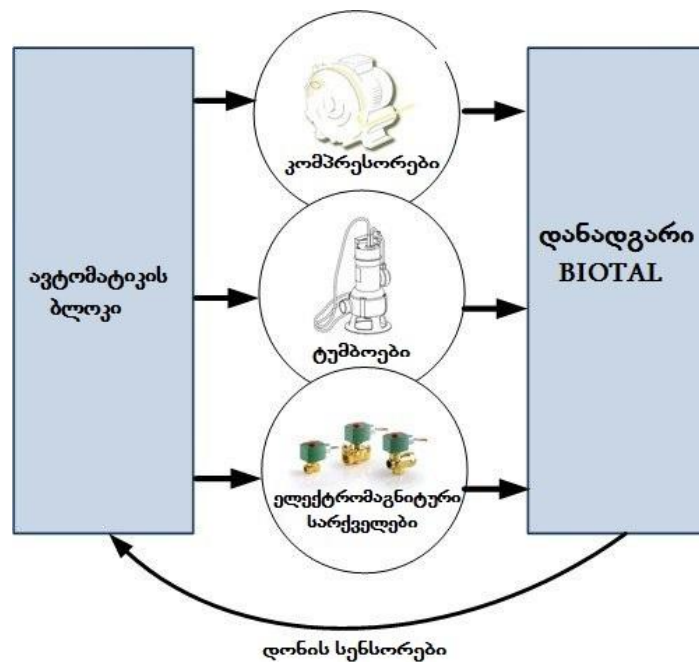 კომპრესორები
ავტომატიკის
ბლოკი
დანადგარი
BIOTAL
ტუმბოები
ელექტრომაგნიტური
სარქველები
დონის სენსორები